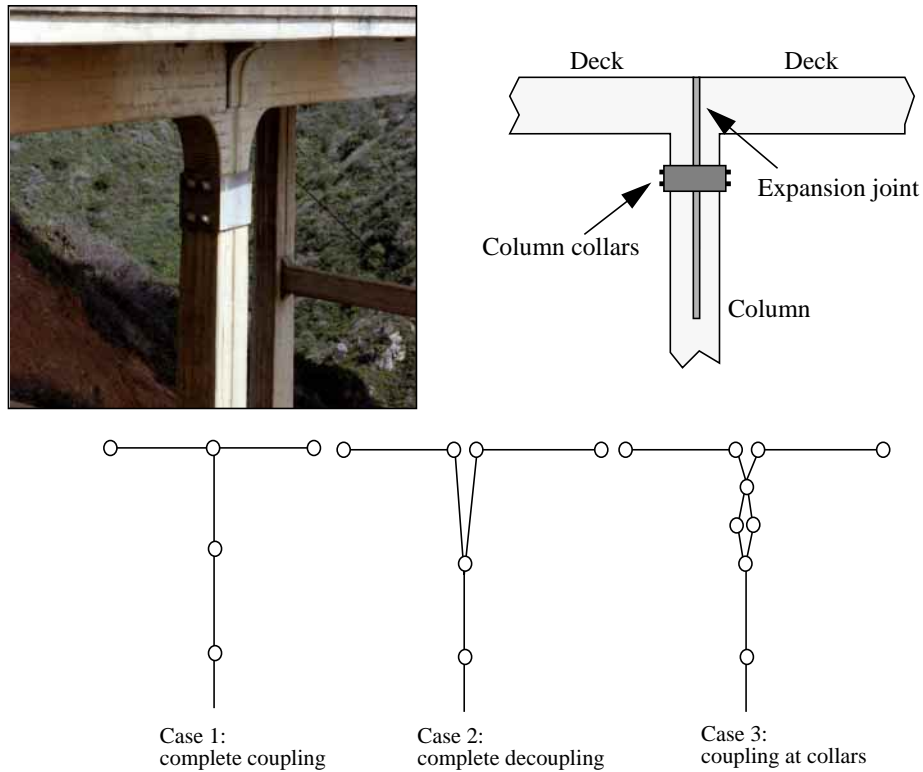 Deck
Deck
Expansion joint
Column collars
Column
Case 1:
complete coupling
Case 2:
complete decoupling
Case 3:
coupling at collars